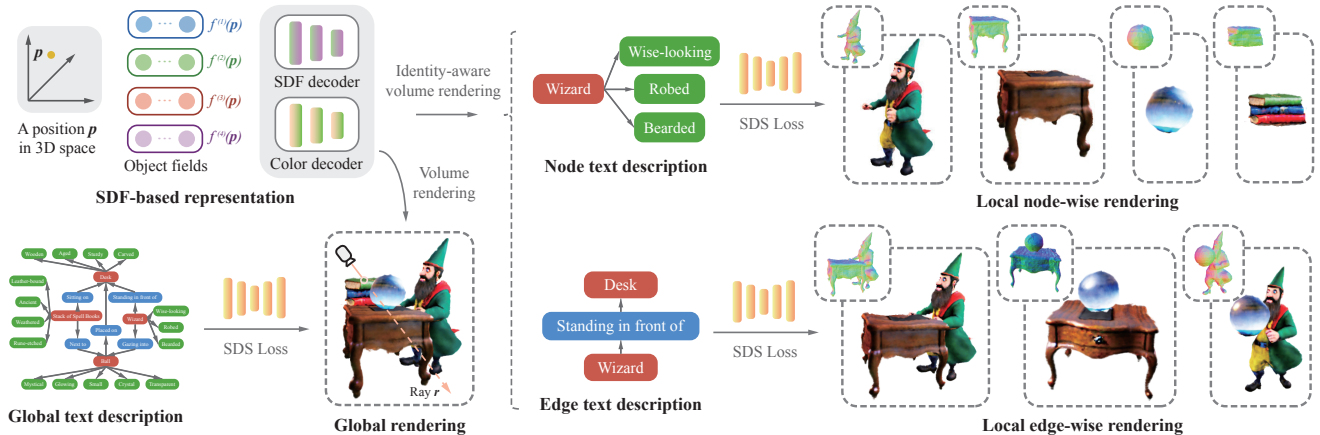 p
A position p
in 3D space
f⁽¹⁾(p)
f⁽²⁾(p)
f⁽³⁾(p)
f⁽⁴⁾(p)
Object fields
SDF decoder
Color decoder
SDF-based representation
Identity-aware
volume rendering
Volume
rendering
Wizard
Wise-looking
Robed
Bearded
Node text description
SDS Loss
Local node-wise rendering
Wooden
Aged
Sturdy
Carved
Desk
Leather-bound
Ancient
Weathered
Rune-etched
Sitting on
Standing in front of
Stack of Spell Books
Wizard
Wise-looking
Robed
Bearded
Placed on
Next to
Gazing into
Ball
Mystical
Glowing
Small
Crystal
Transparent
Global text description
SDS Loss
Ray r
Global rendering
Desk
Standing in front of
Wizard
Edge text description
SDS Loss
Local edge-wise rendering